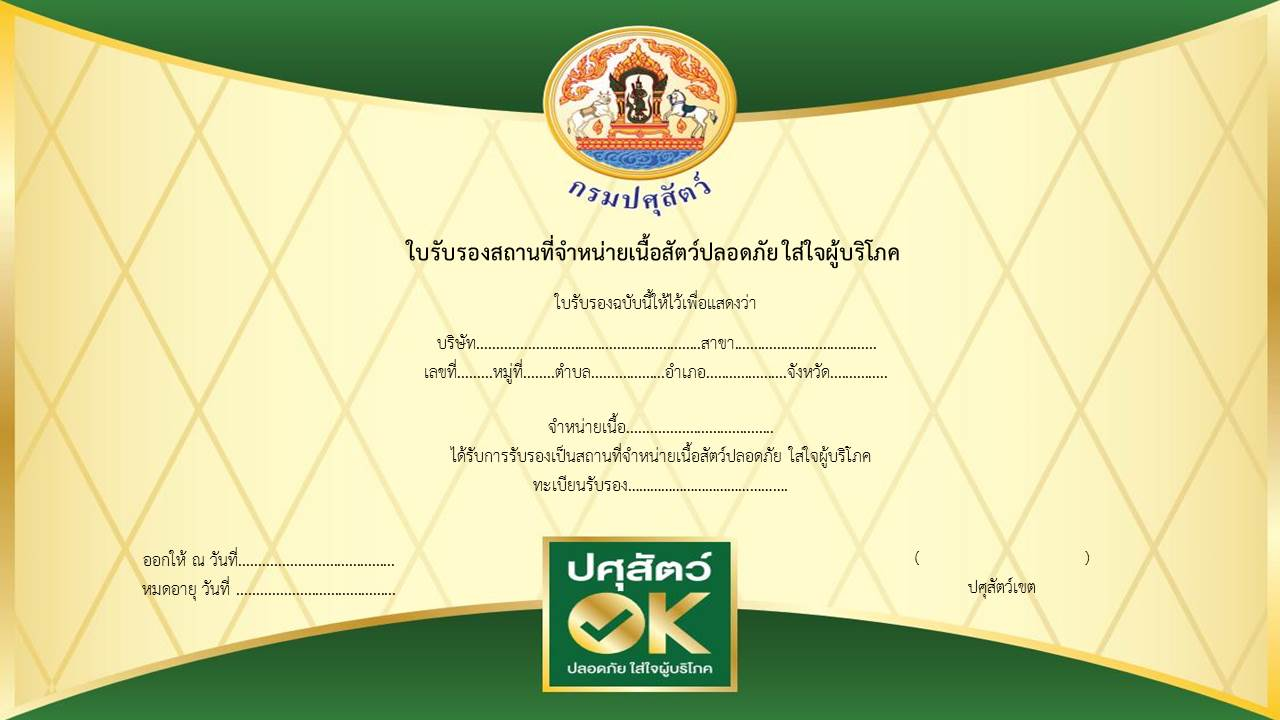 กรมปศุสัตว์
ใบรับรองสถานที่จำหน่ายเนื้อสัตว์ปลอดภัย ใส่ใจผู้บริโภค
ใบรับรองฉบับนี้ให้ไว้เพื่อแสดงว่า
บริษัท.........................................................สาขา....................................
เลขที่.........หมู่ที่........ตำบล...................อำเภอ.....................จังหวัด...............
จำหน่ายเนื้อ.....................................
ได้รับการรับรองเป็นสถานที่จำหน่ายเนื้อสัตว์ปลอดภัย ใส่ใจผู้บริโภค
ทะเบียนรับรอง........................................
ออกให้ ณ วันที่.......................................
หมดอายุ วันที่ ........................................
( )
ปศุสัตว์เขต
ปศุสัตว์
OK
ปลอดภัย ใส่ใจผู้บริโภค